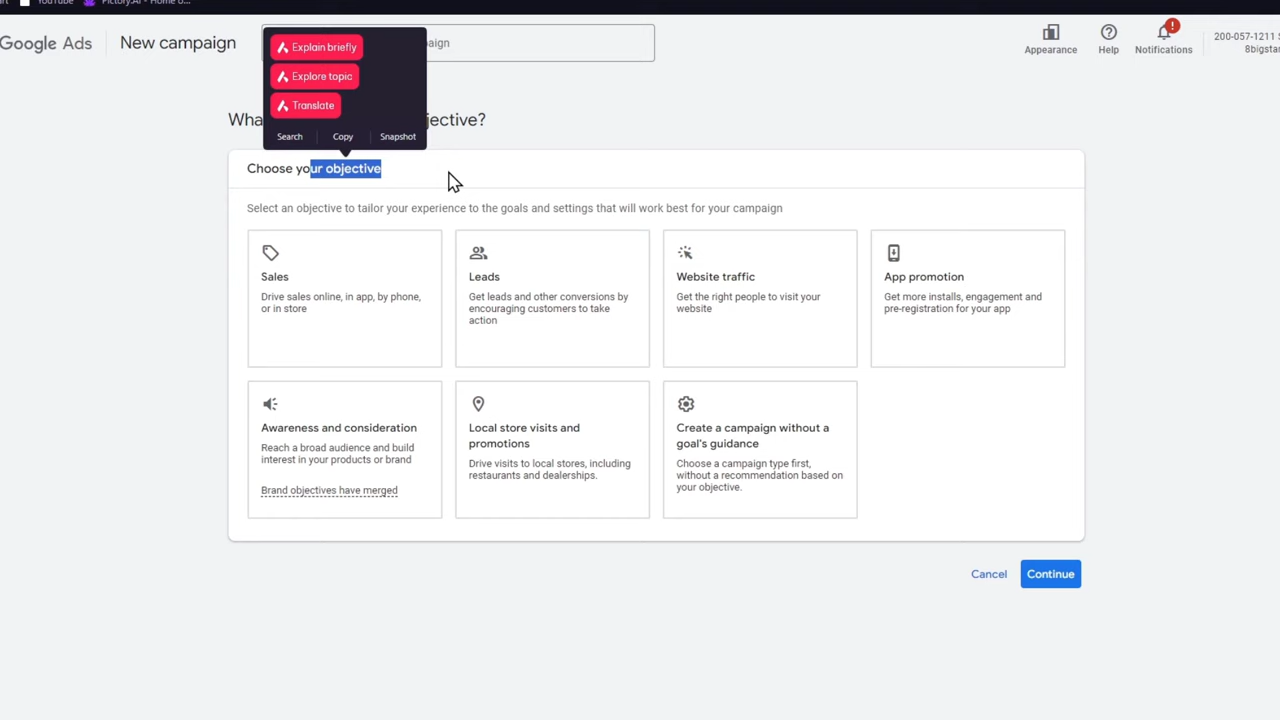 YouTube
Pictory.AI - Home o...
Google Ads
New campaign
Appearance
Help
Notifications
200-057-1211 S
8bigsta
Explain briefly
Explore topic
Translate
Search
Copy
Snapshot
jective?
Choose your objective
Select an objective to tailor your experience to the goals and settings that will work best for your campaign
Sales
Drive sales online, in app, by phone,
or in store
Leads
Get leads and other conversions by
encouraging customers to take
action
Website traffic
Get the right people to visit your
website
App promotion
Get more installs, engagement and
pre-registration for your app
Awareness and consideration
Reach a broad audience and build
interest in your products or brand
Brand objectives have merged
Local store visits and
promotions
Drive visits to local stores, including
restaurants and dealerships.
Create a campaign without a
goal's guidance
Choose a campaign type first,
without a recommendation based on
your objective.
Cancel
Continue